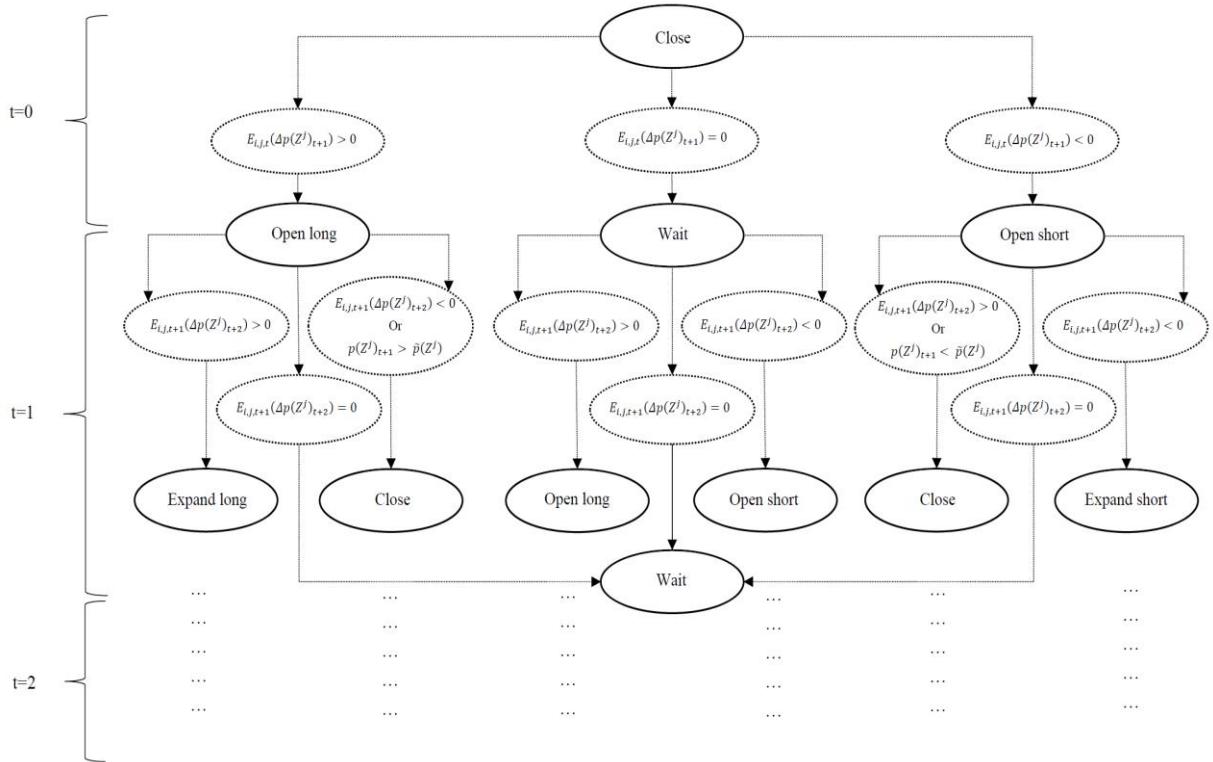 Close
t=0
E_{i,j,t}(Δp(Z^j)_{t+1}) > 0
E_{i,j,t}(Δp(Z^j)_{t+1}) = 0
E_{i,j,t}(Δp(Z^j)_{t+1}) < 0
Open long
Wait
Open short
E_{i,j,t+1}(Δp(Z^j)_{t+2}) > 0
E_{i,j,t+1}(Δp(Z^j)_{t+2}) < 0
Or
p(Z^j)_{t+1} > p̃(Z^j)
E_{i,j,t+1}(Δp(Z^j)_{t+2}) > 0
E_{i,j,t+1}(Δp(Z^j)_{t+2}) < 0
E_{i,j,t+1}(Δp(Z^j)_{t+2}) > 0
Or
p(Z^j)_{t+1} < p̃(Z^j)
E_{i,j,t+1}(Δp(Z^j)_{t+2}) < 0
t=1
E_{i,j,t+1}(Δp(Z^j)_{t+2}) = 0
E_{i,j,t+1}(Δp(Z^j)_{t+2}) = 0
E_{i,j,t+1}(Δp(Z^j)_{t+2}) = 0
Expand long
Close
Open long
Open short
Close
Expand short
Wait
... ... ... ... ... ...
... ... ... ... ... ...
... ... ... ... ... ...
t=2
... ... ... ... ... ...
... ... ... ... ... ...